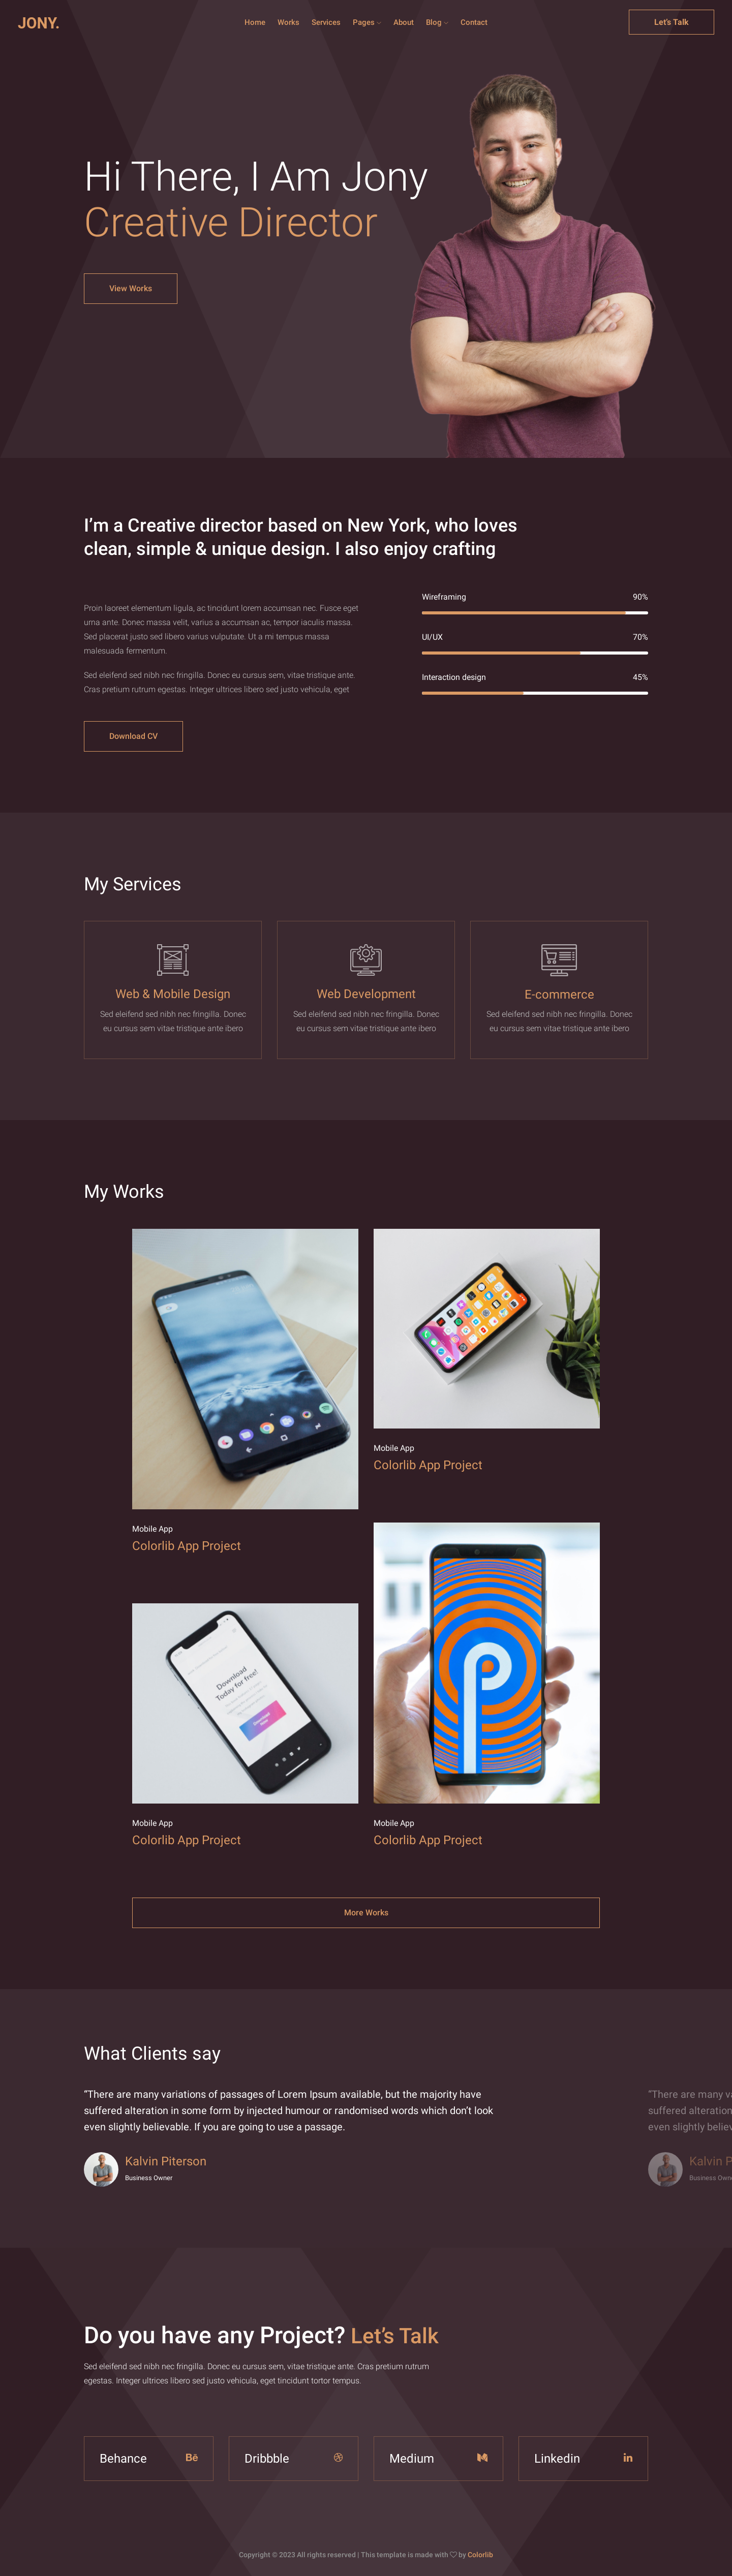 JONY.
Home Works Services Pages About Blog Contact
Let's Talk
Hi There, I Am Jony
Creative Director
View Works
I'm a Creative director based on New York, who loves
clean, simple & unique design. I also enjoy crafting
Proin laoreet elementum ligula, ac tincidunt lorem accumsan nec. Fusce eget
urna ante. Donec massa velit, varius a accumsan ac, tempor iaculis massa.
Sed placerat justo sed libero varius vulputate. Ut a mi tempus massa
malesuada fermentum.
Sed eleifend sed nibh nec fringilla. Donec eu cursus sem, vitae tristique ante.
Cras pretium rutrum egestas. Integer ultrices libero sed justo vehicula, eget
Download CV
Wireframing 90%
UI/UX 70%
Interaction design 45%
My Services
Web & Mobile Design
Sed eleifend sed nibh nec fringilla. Donec
eu cursus sem vitae tristique ante ibero
Web Development
Sed eleifend sed nibh nec fringilla. Donec
eu cursus sem vitae tristique ante ibero
E-commerce
Sed eleifend sed nibh nec fringilla. Donec
eu cursus sem vitae tristique ante ibero
My Works
Mobile App
Colorlib App Project
Mobile App
Colorlib App Project
Download
Today for free!
Mobile App
Colorlib App Project
Mobile App
Colorlib App Project
More Works
What Clients say
“There are many variations of passages of Lorem Ipsum available, but the majority have
suffered alteration in some form by injected humour or randomised words which don't look
even slightly believable. If you are going to use a passage.
Kalvin Piterson
Business Owner
“There are many
suffered alteration
even slightly
Kalvin
Business
Do you have any Project? Let's Talk
Sed eleifend sed nibh nec fringilla. Donec eu cursus sem, vitae tristique ante. Cras pretium rutrum
egestas. Integer ultrices libero sed justo vehicula, eget tincidunt tortor tempus.
Behance
Dribbble
Medium
Linkedin
Copyright © 2023 All rights reserved | This template is made with ♡ by Colorlib